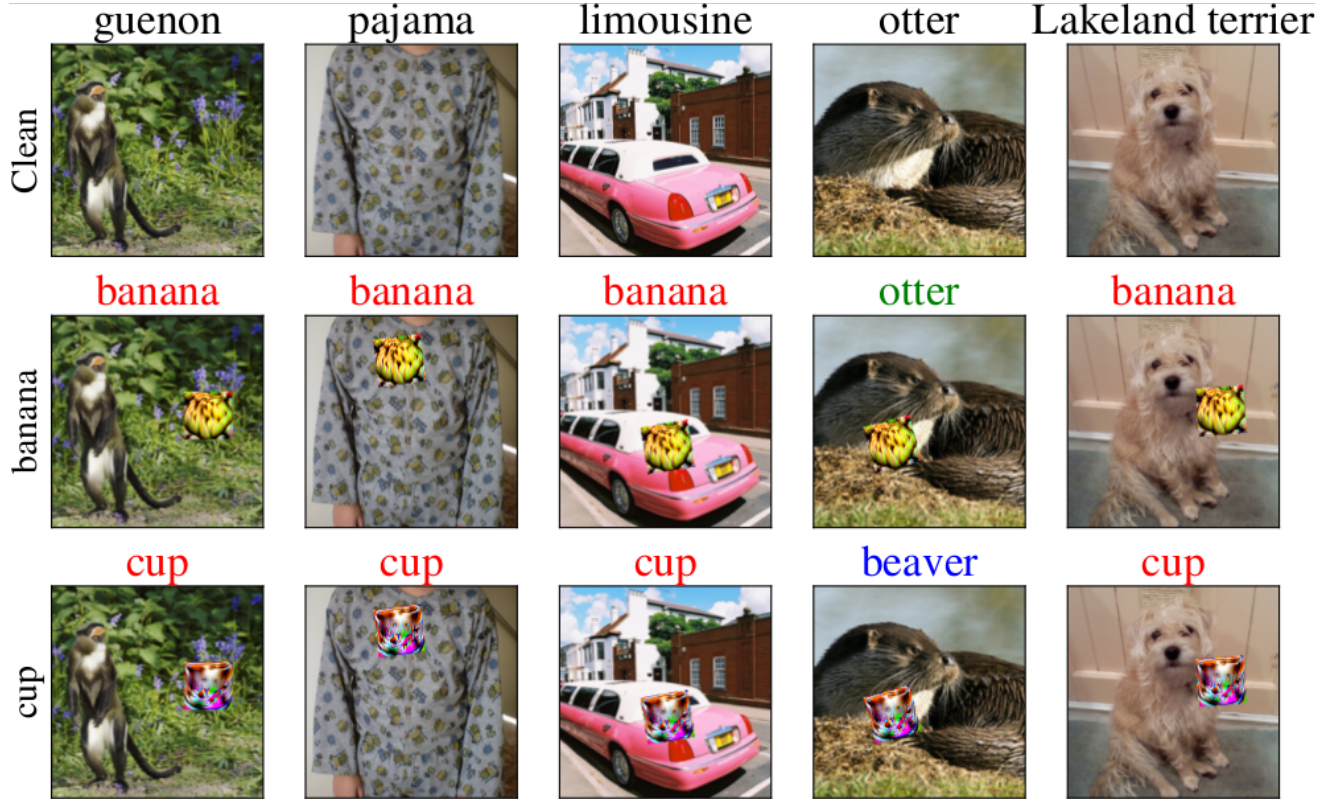 guenon pajama limousine otter Lakeland terrier
Clean
banana banana banana otter banana
banana
cup cup cup beaver cup
cup